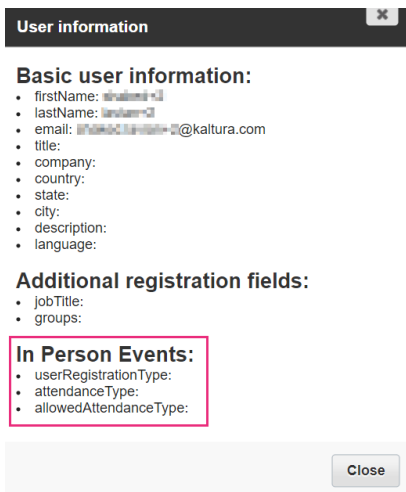 User information
Basic user information:
firstName:
lastName:
email: @kaltura.com
title:
company:
country:
state:
city:
description:
language:
Additional registration fields:
jobTitle:
groups:
In Person Events:
userRegistrationType:
attendanceType:
allowedAttendanceType:
Close